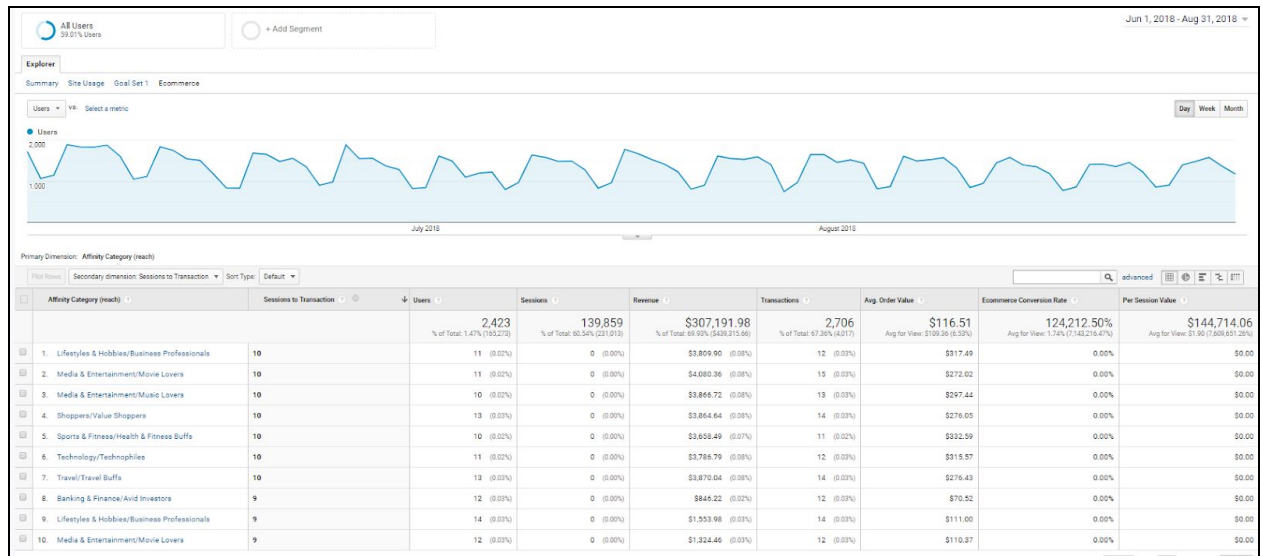 All Users
59.01% Users
+ Add Segment
Jun 1, 2018 - Aug 31, 2018
Explorer
Summary Site Usage Goal Set 1 Ecommerce
Users VS. Select a metric
Day Week Month
Users
2,000
1,000
July 2018 August 2018
Primary Dimension: Affinity Category (reach)
Plot Rows Secondary dimension: Sessions to Transaction Sort Type: Default advanced
Affinity Category (reach) Sessions to Transaction Users Sessions Revenue Transactions Avg. Order Value Ecommerce Conversion Rate Per Session Value
2,423 139,859 $307,191.98 2,706 $116.51 124,212.50% $144,714.06
% of Total: 1.47% (165,273) % of Total: 60.54% (231,013) % of Total: 69.93% ($439,315.66) % of Total: 67.36% (4,017) Avg for View: $109.36 (6.53%) Avg for View: 1.74% (7,143,216.47%) Avg for View: $1.90 (7,609,651.26%)
1. Lifestyles & Hobbies/Business Professionals 10 11 (0.02%) 0 (0.00%) $3,809.90 (0.08%) 12 (0.03%) $317.49 0.00% $0.00
2. Media & Entertainment/Movie Lovers 10 11 (0.02%) 0 (0.00%) $4,080.36 (0.08%) 15 (0.03%) $272.02 0.00% $0.00
3. Media & Entertainment/Music Lovers 10 10 (0.02%) 0 (0.00%) $3,866.72 (0.08%) 13 (0.03%) $297.44 0.00% $0.00
4. Shoppers/Value Shoppers 10 13 (0.03%) 0 (0.00%) $3,864.64 (0.08%) 14 (0.03%) $276.05 0.00% $0.00
5. Sports & Fitness/Health & Fitness Buffs 10 10 (0.02%) 0 (0.00%) $3,658.49 (0.07%) 11 (0.02%) $332.59 0.00% $0.00
6. Technology/Technophiles 10 11 (0.02%) 0 (0.00%) $3,786.79 (0.08%) 12 (0.03%) $315.57 0.00% $0.00
7. Travel/Travel Buffs 10 13 (0.03%) 0 (0.00%) $3,870.04 (0.08%) 14 (0.03%) $276.43 0.00% $0.00
8. Banking & Finance/Avid Investors 9 12 (0.03%) 0 (0.00%) $846.22 (0.02%) 12 (0.03%) $70.52 0.00% $0.00
9. Lifestyles & Hobbies/Business Professionals 9 14 (0.03%) 0 (0.00%) $1,553.98 (0.03%) 14 (0.03%) $111.00 0.00% $0.00
10. Media & Entertainment/Movie Lovers 9 12 (0.03%) 0 (0.00%) $1,324.46 (0.03%) 12 (0.03%) $110.37 0.00% $0.00